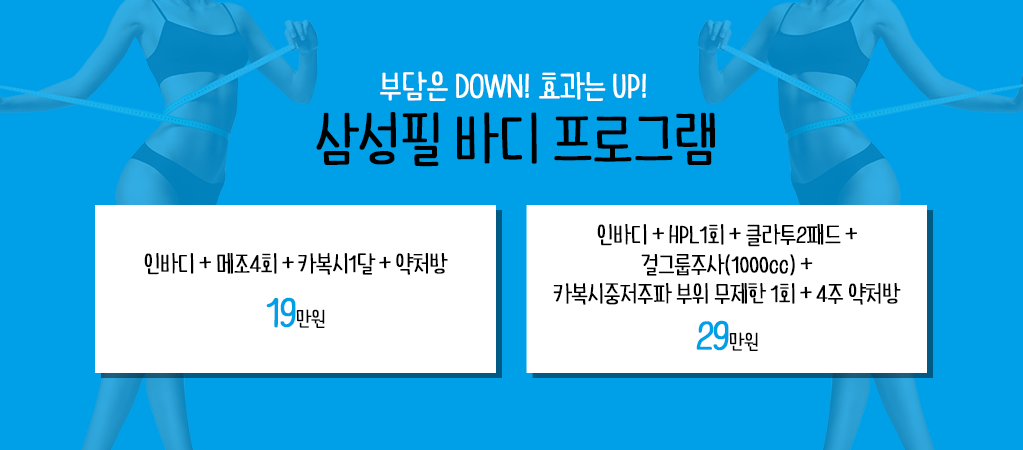 부담은 DOWN! 효과는 UP!
삼성필 바디 프로그램
인바디 + 메조4회 + 카복시1달 + 약처방
19만원
인바디 + HPL1회 + 클라투2패드 +
걸그룹주사(1000cc) +
카복시중저주파 부위 무제한 1회 + 4주 약처방
29만원